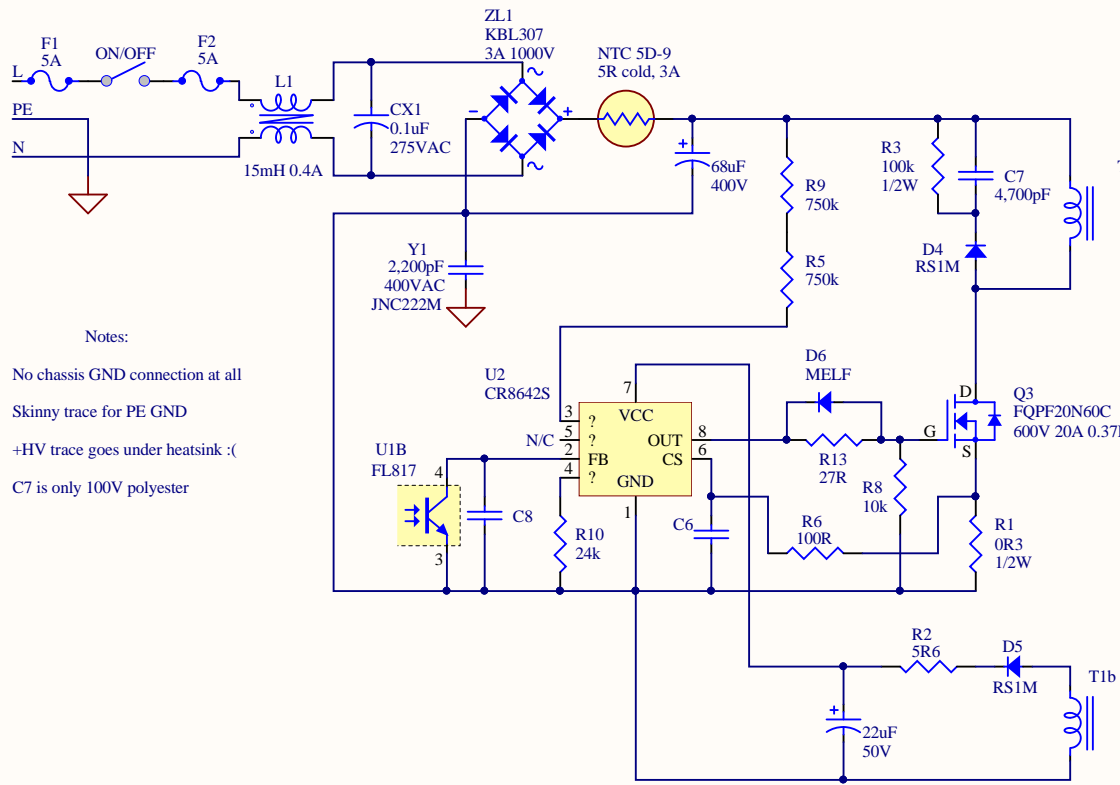 F1
5A
ON/OFF
F2
5A
L
PE
N
L1
15mH 0.4A
CX1
0.1uF
275VAC
ZL1
KBL307
3A 1000V
~
~
-
+
NTC 5D-9
5R cold, 3A
+
68uF
400V
R9
750k
R5
750k
R3
100k
1/2W
C7
4,700pF
D4
RS1M
Y1
2,200pF
400VAC
JNC222M
Notes:
No chassis GND connection at all
Skinny trace for PE GND
+HV trace goes under heatsink :(
C7 is only 100V polyester
U2
CR8642S
7
VCC
3
?
N/C
5
?
2
FB
4
?
OUT
8
CS
6
GND
1
U1B
FL817
4
3
C8
R10
24k
C6
D6
MELF
R13
27R
R8
10k
R6
100R
D
G
S
Q3
FQPF20N60C
600V 20A 0.37
R1
0R3
1/2W
R2
5R6
D5
RS1M
T1b
+
22uF
50V